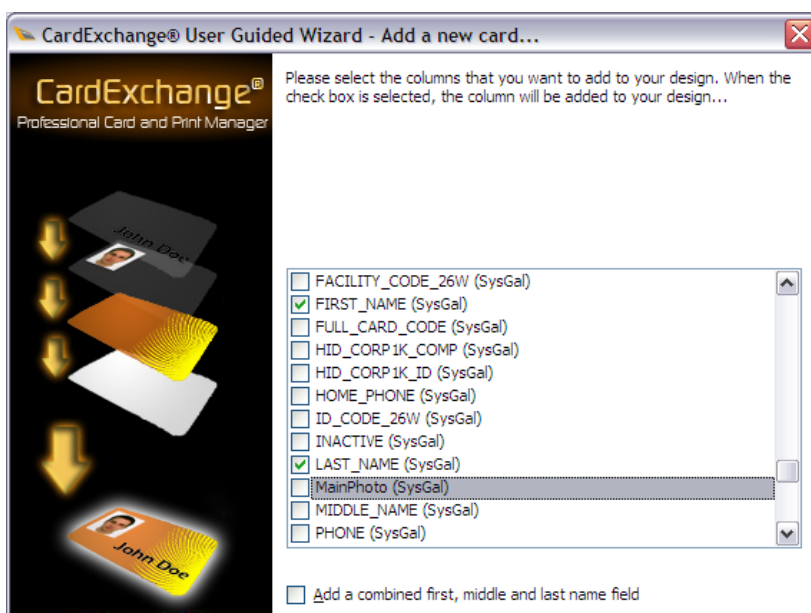 CardExchange® User Guided Wizard - Add a new card...
CardExchange®
Professional Card and Print Manager
Please select the columns that you want to add to your design. When the
check box is selected, the column will be added to your design...
John Doe
FACILITY_CODE_26W (SysGal)
FIRST_NAME (SysGal)
FULL_CARD_CODE (SysGal)
HID_CORP1K_COMP (SysGal)
HID_CORP1K_ID (SysGal)
HOME_PHONE (SysGal)
ID_CODE_26W (SysGal)
INACTIVE (SysGal)
LAST_NAME (SysGal)
MainPhoto (SysGal)
MIDDLE_NAME (SysGal)
PHONE (SysGal)
John Doe
Add a combined first, middle and last name field